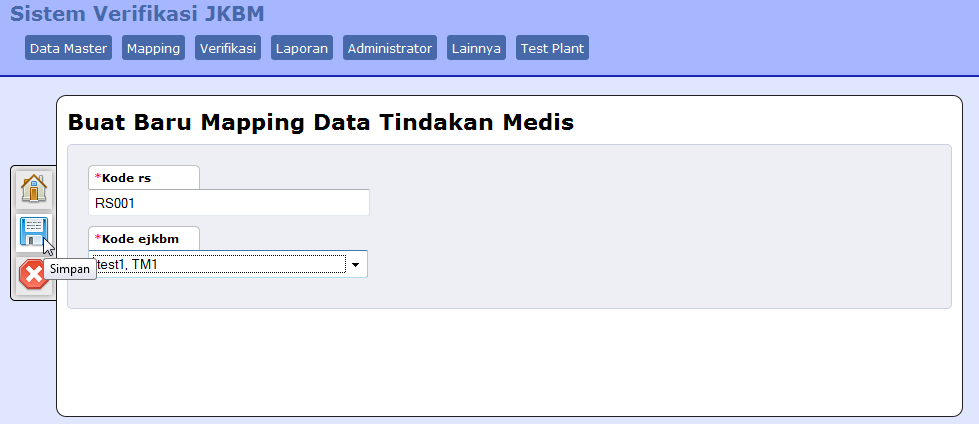 Sistem Verifikasi JKBM
Data Master Mapping Verifikasi Laporan Administrator Lainnya Test Plant
Buat Baru Mapping Data Tindakan Medis
*Kode rs
RS001
*Kode ejkbm
test1, TM1
Simpan